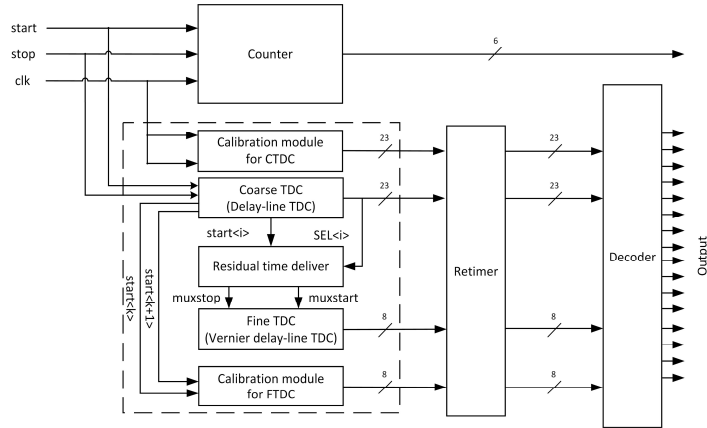 start
stop
clk
Counter
6
Calibration module
for CTDC
23
23
Coarse TDC
(Delay-line TDC)
23
23
start<i>
SEL<i>
start<k>
start<k+1>
Residual time deliver
Retimer
Decoder
Output
muxstop
muxstart
Fine TDC
(Vernier delay-line TDC)
8
8
Calibration module
for FTDC
8
8